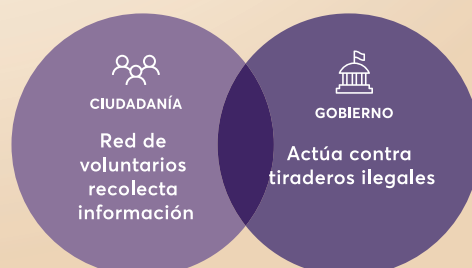 CIUDADANÍA
Red de
voluntarios
recolecta
información
GOBIERNO
Actúa contra
tiraderos ilegales